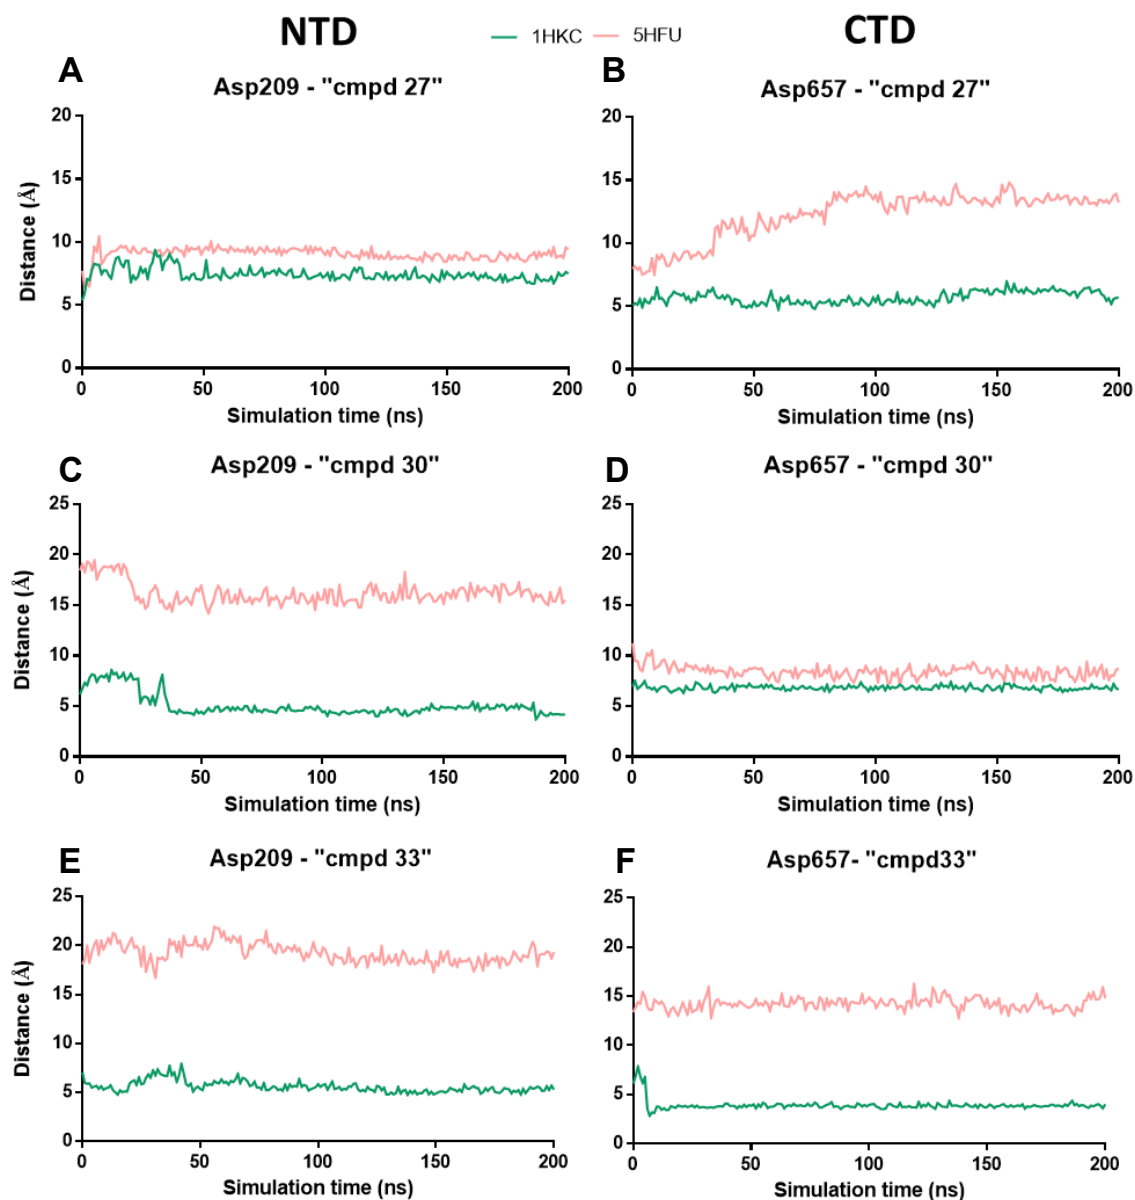 NTD
1HKC 5HFU
CTD
A
Asp209 - "cmpd 27"
20
15
10
5
0
Distance (Å)
0 50 100 150 200
Simulation time (ns)
B
Asp657 - "cmpd 27"
20
15
10
5
0
0 50 100 150 200
Simulation time (ns)
C
Asp209 - "cmpd 30"
25
20
15
10
5
0
Distance (Å)
0 50 100 150 200
Simulation time (ns)
D
Asp657 - "cmpd 30"
25
20
15
10
5
0
0 50 100 150 200
Simulation time (ns)
E
Asp209 - "cmpd 33"
25
20
15
10
5
0
Distance (Å)
0 50 100 150 200
Simulation time (ns)
F
Asp657- "cmpd33"
25
20
15
10
5
0
0 50 100 150 200
Simulation time (ns)